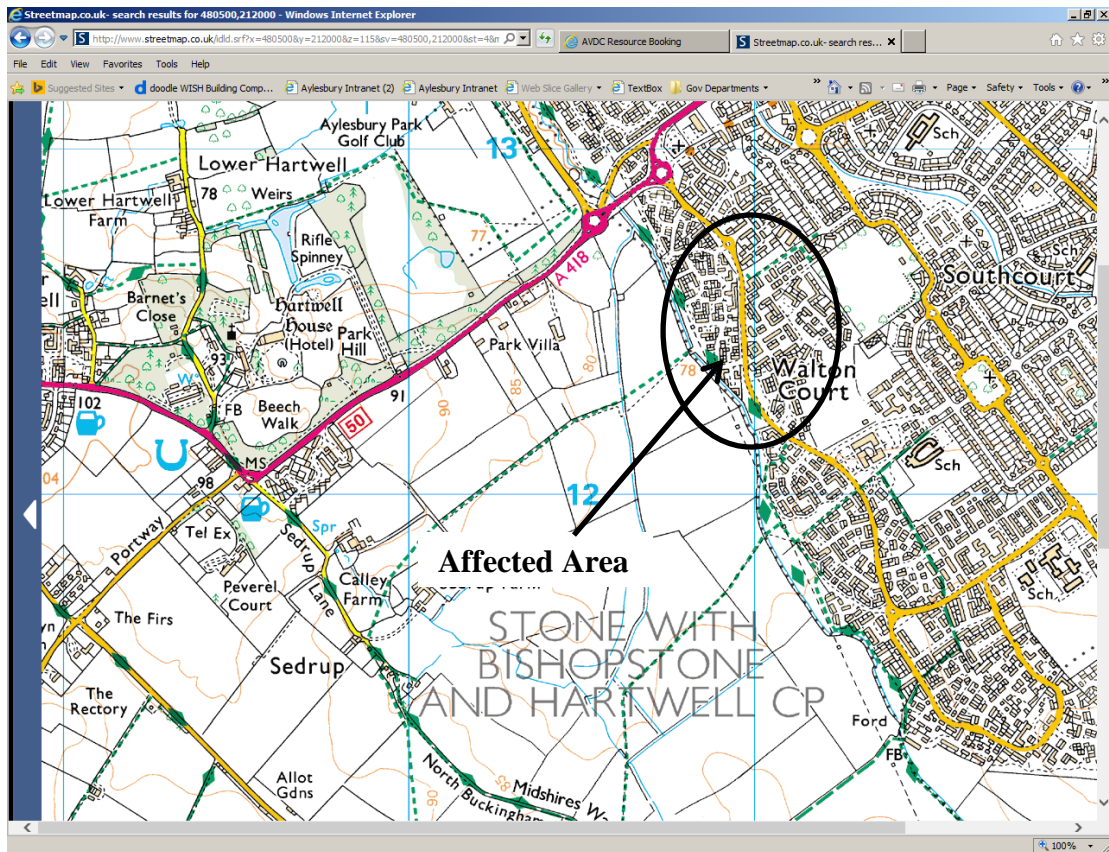 Streetmap.co.uk- search results for 480500,212000 - Windows Internet Explorer
http://www.streetmap.co.uk/idld.srf?x=480500&y=212000&z=115&sv=480500,212000&st=4&
AVDC Resource Booking
Streetmap.co.uk- search res...
File Edit View Favorites Tools Help
Suggested Sites
doodle WISH Building Comp...
Aylesbury Intranet (2)
Aylesbury Intranet
Web Slice Gallery
TextBox
Gov Departments
Page Safety Tools
Aylesbury Park
Golf Club
13
Sch
Lower Hartwell
78
Weirs
Lower Hartwell
Farm
77
Rifle
Spinney
A 418
Sch
Southcourt
ell
Barnet's
Close
Hartwell
House
(Hotel)
Park
Hill
Park Villa
80
93
W
78
Walton
Court
85
102
FB
Beech
Walk
91
90
50
MS
Sch
04
98
12
Portway
Tel Ex
Spr
Sedrup
Lane
Affected Area
Peverel
Court
Calley
Farm
The Firs
Sch
STONE WITH
BISHOPSTONE
AND HARTWELL CP
Sedrup
The
Rectory
Ford
FB
Allot
Gdns
North Buckingham
85
Midshires
90
100%